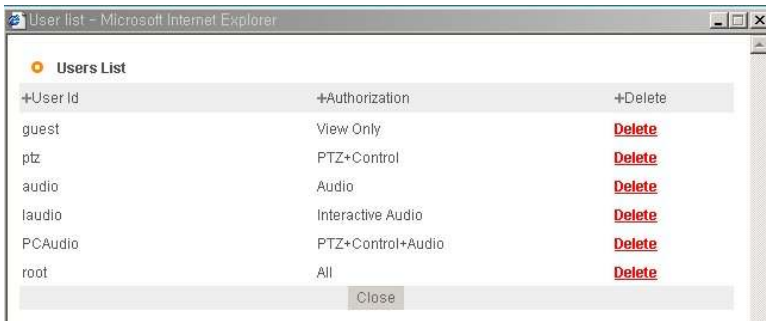 User list - Microsoft Internet Explorer
Users List
+User Id +Authorization +Delete
guest View Only Delete
ptz PTZ+Control Delete
audio Audio Delete
laudio Interactive Audio Delete
PCAudio PTZ+Control+Audio Delete
root All Delete
Close